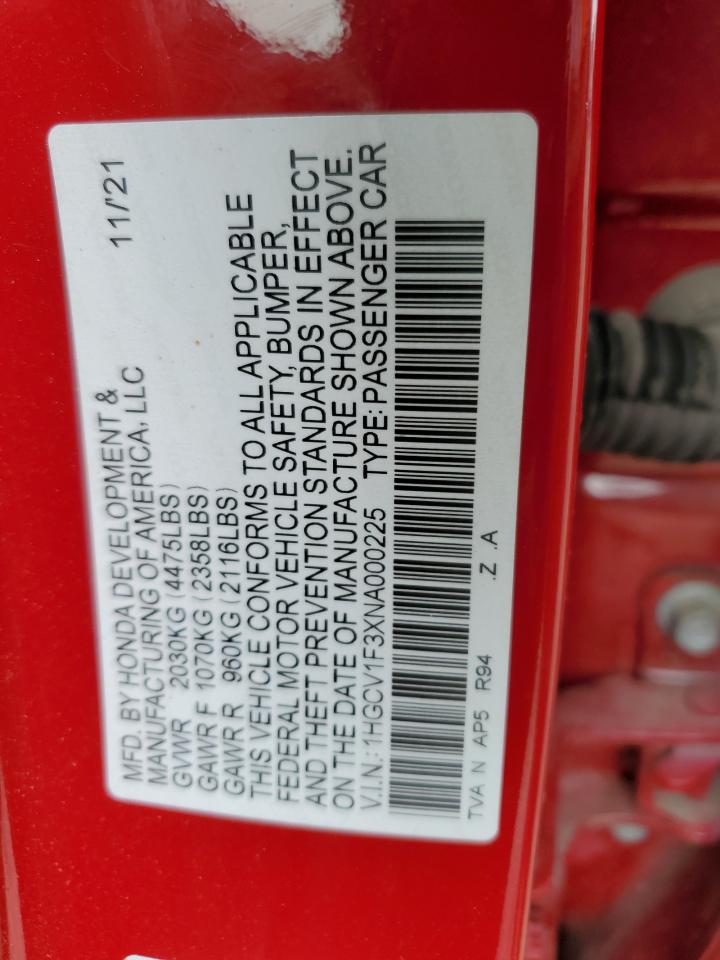 MFD. BY HONDA DEVELOPMENT & 11/'21
MANUFACTURING OF AMERICA, LLC
GVWR 2030KG (4475LBS)
GAWR F 1070KG (2358LBS)
GAWR R 960KG (2116LBS)
THIS VEHICLE CONFORMS TO ALL APPLICABLE
FEDERAL MOTOR VEHICLE SAFETY, BUMPER,
AND THEFT PREVENTION STANDARDS IN EFFECT
ON THE DATE OF MANUFACTURE SHOWN ABOVE.
V.I.N.: 1HGCV1F3XNA000225 TYPE: PASSENGER CAR
TVA N AP5 R94 .Z .A